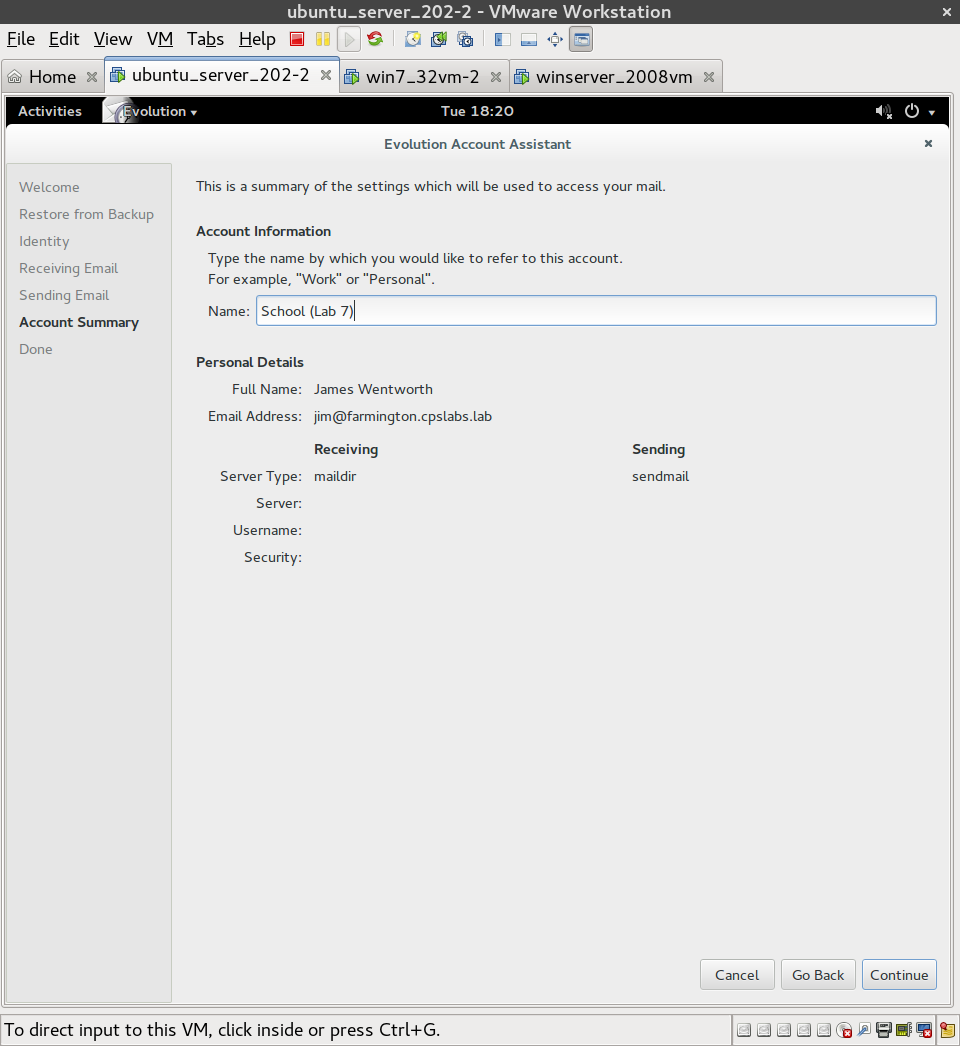 ubuntu_server_202-2 - VMware Workstation
File Edit View VM Tabs Help
Home ubuntu_server_202-2 win7_32vm-2 winserver_2008vm
Activities Evolution Tue 18:20
Evolution Account Assistant
Welcome
Restore from Backup
Identity
Receiving Email
Sending Email
Account Summary
Done
This is a summary of the settings which will be used to access your mail.
Account Information
Type the name by which you would like to refer to this account.
For example, "Work" or "Personal".
Name: School (Lab 7)
Personal Details
Full Name: James Wentworth
Email Address: jim@farmington.cpslabs.lab
Receiving Sending
Server Type: maildir sendmail
Server:
Username:
Security:
Cancel Go Back Continue
To direct input to this VM, click inside or press Ctrl+G.